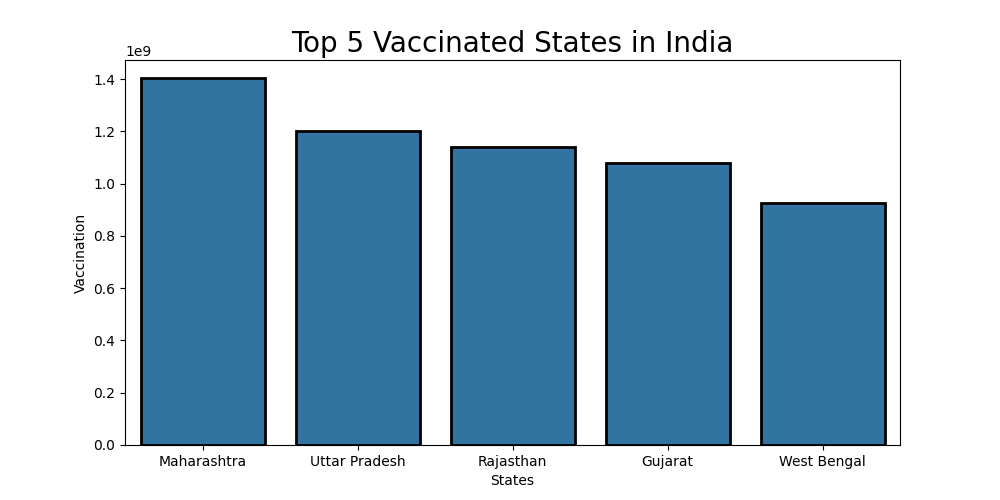 Top 5 Vaccinated States in India
1e9
1.4
1.2
1.0
0.8
0.6
0.4
0.2
0.0
Vaccination
Maharashtra Uttar Pradesh Rajasthan Gujarat West Bengal
States